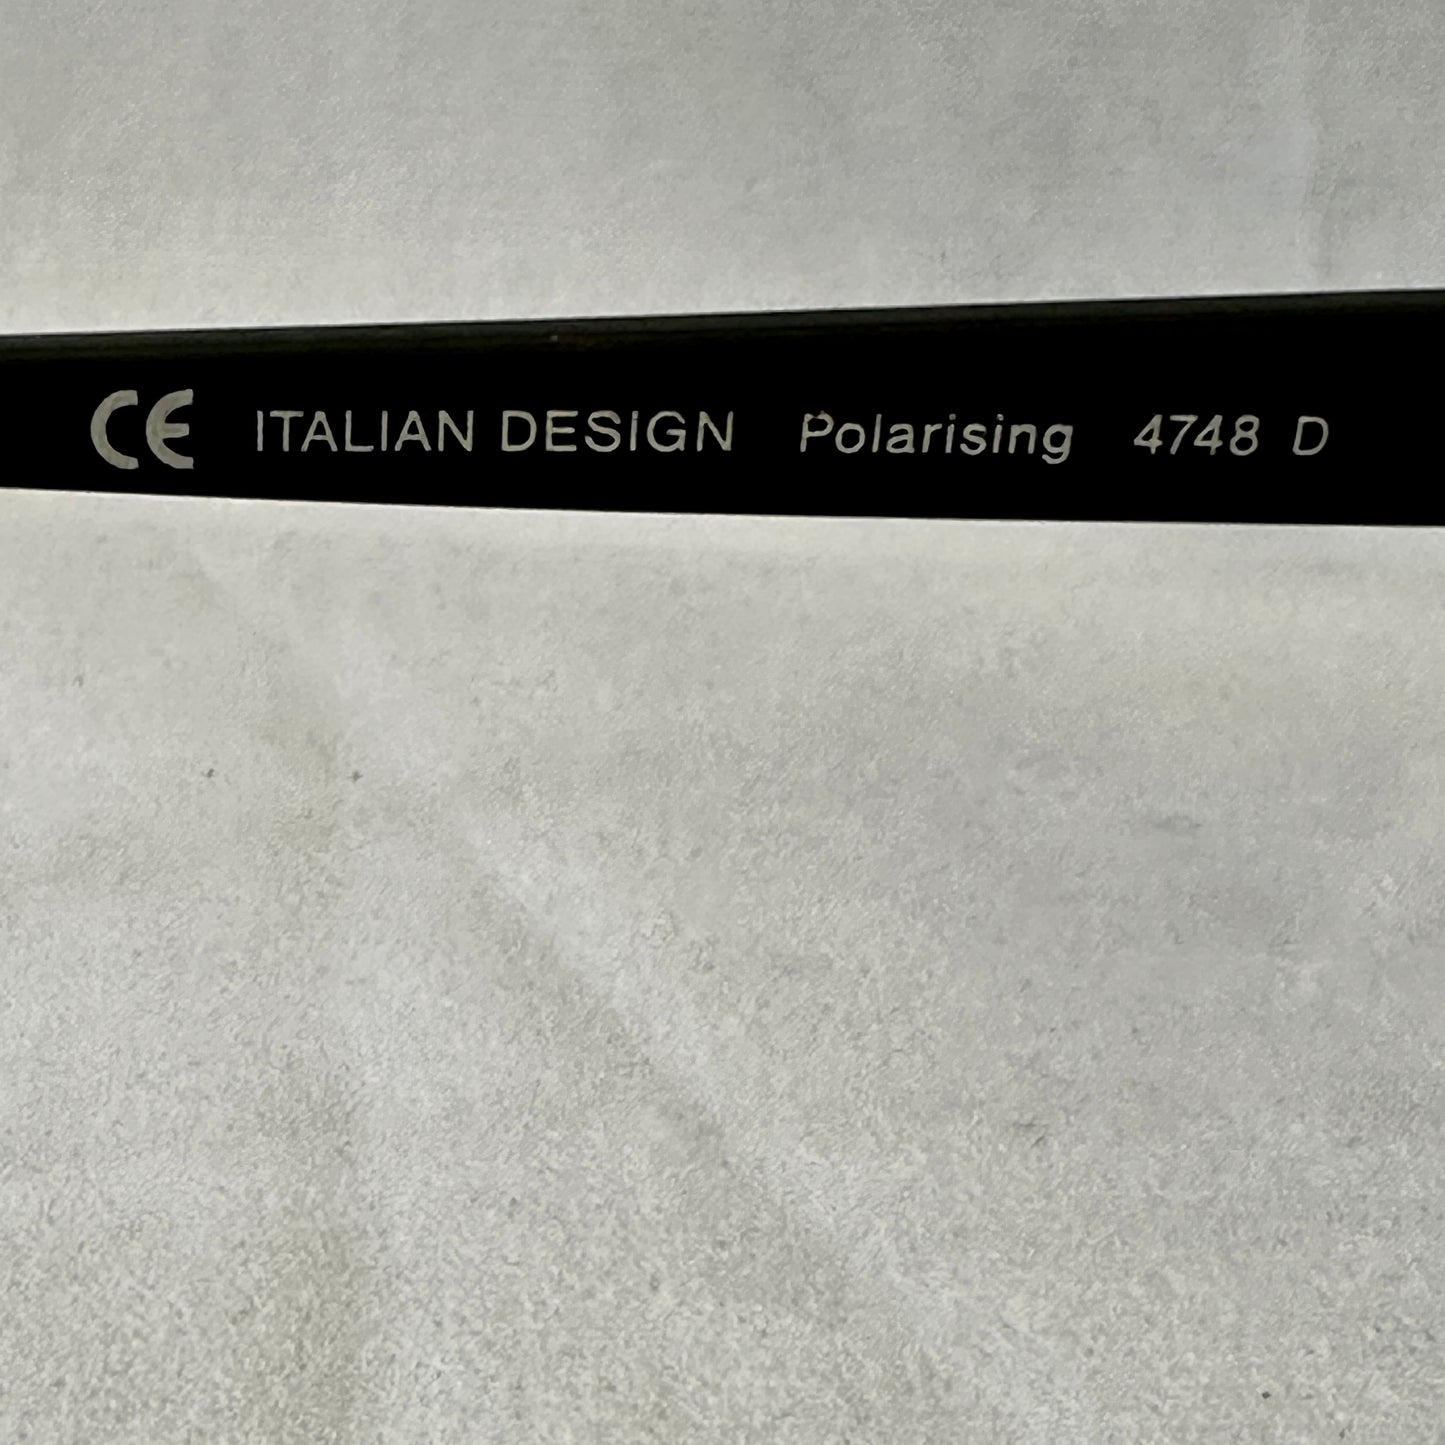 CE ITALIAN DESIGN Polarising 4748 D